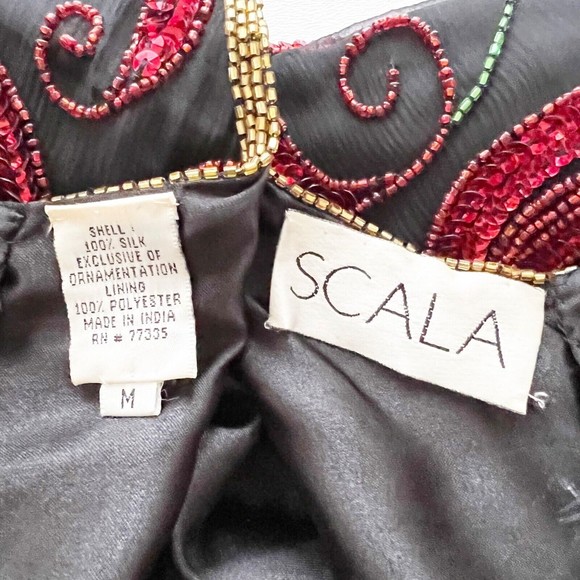 SHELL :
100% SILK
EXCLUSIVE OF
ORNAMENTATION
LINING
100% POLYESTER
MADE IN INDIA
RN # 77335
M
SCALA